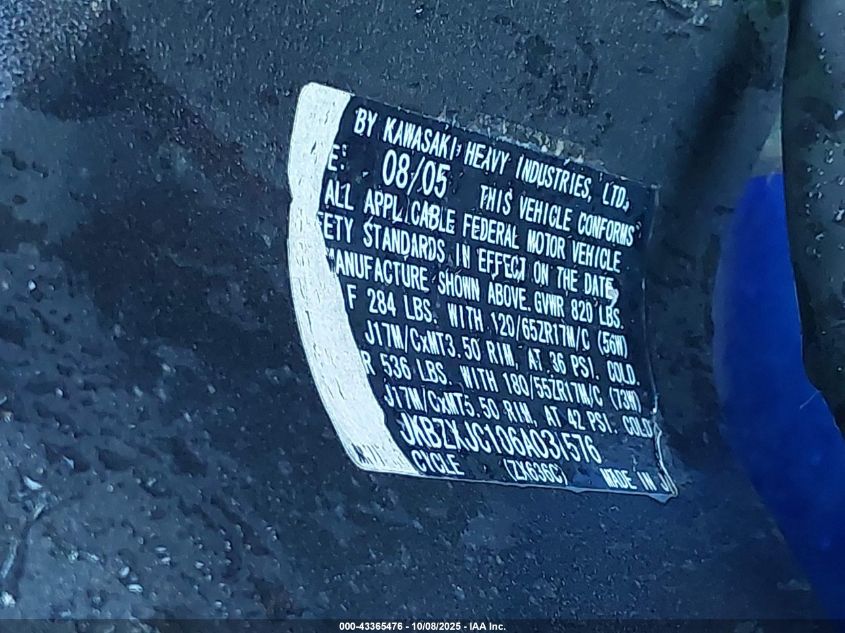 BY KAWASAKI HEAVY INDUSTRIES, LTD.
E: 08/05 THIS VEHICLE CONFORMS
ALL APPLICABLE FEDERAL MOTOR VEHICLE
FETY STANDARDS IN EFFECT ON THE DATE
MANUFACTURE SHOWN ABOVE. GVWR 820 LBS.
F 284 LBS. WITH 120/65ZR17M/C (56W)
J17M/CxMT3.50 RIM, AT 36 PSI. COLD.
R 536 LBS. WITH 180/55ZR17M/C (73W)
J17M/CxMT5.50 RIM, AT 42 PSI. COLD
CYCLE (ZX636C) MADE IN J
000-43365476 - 10/08/2025 - IAA Inc.